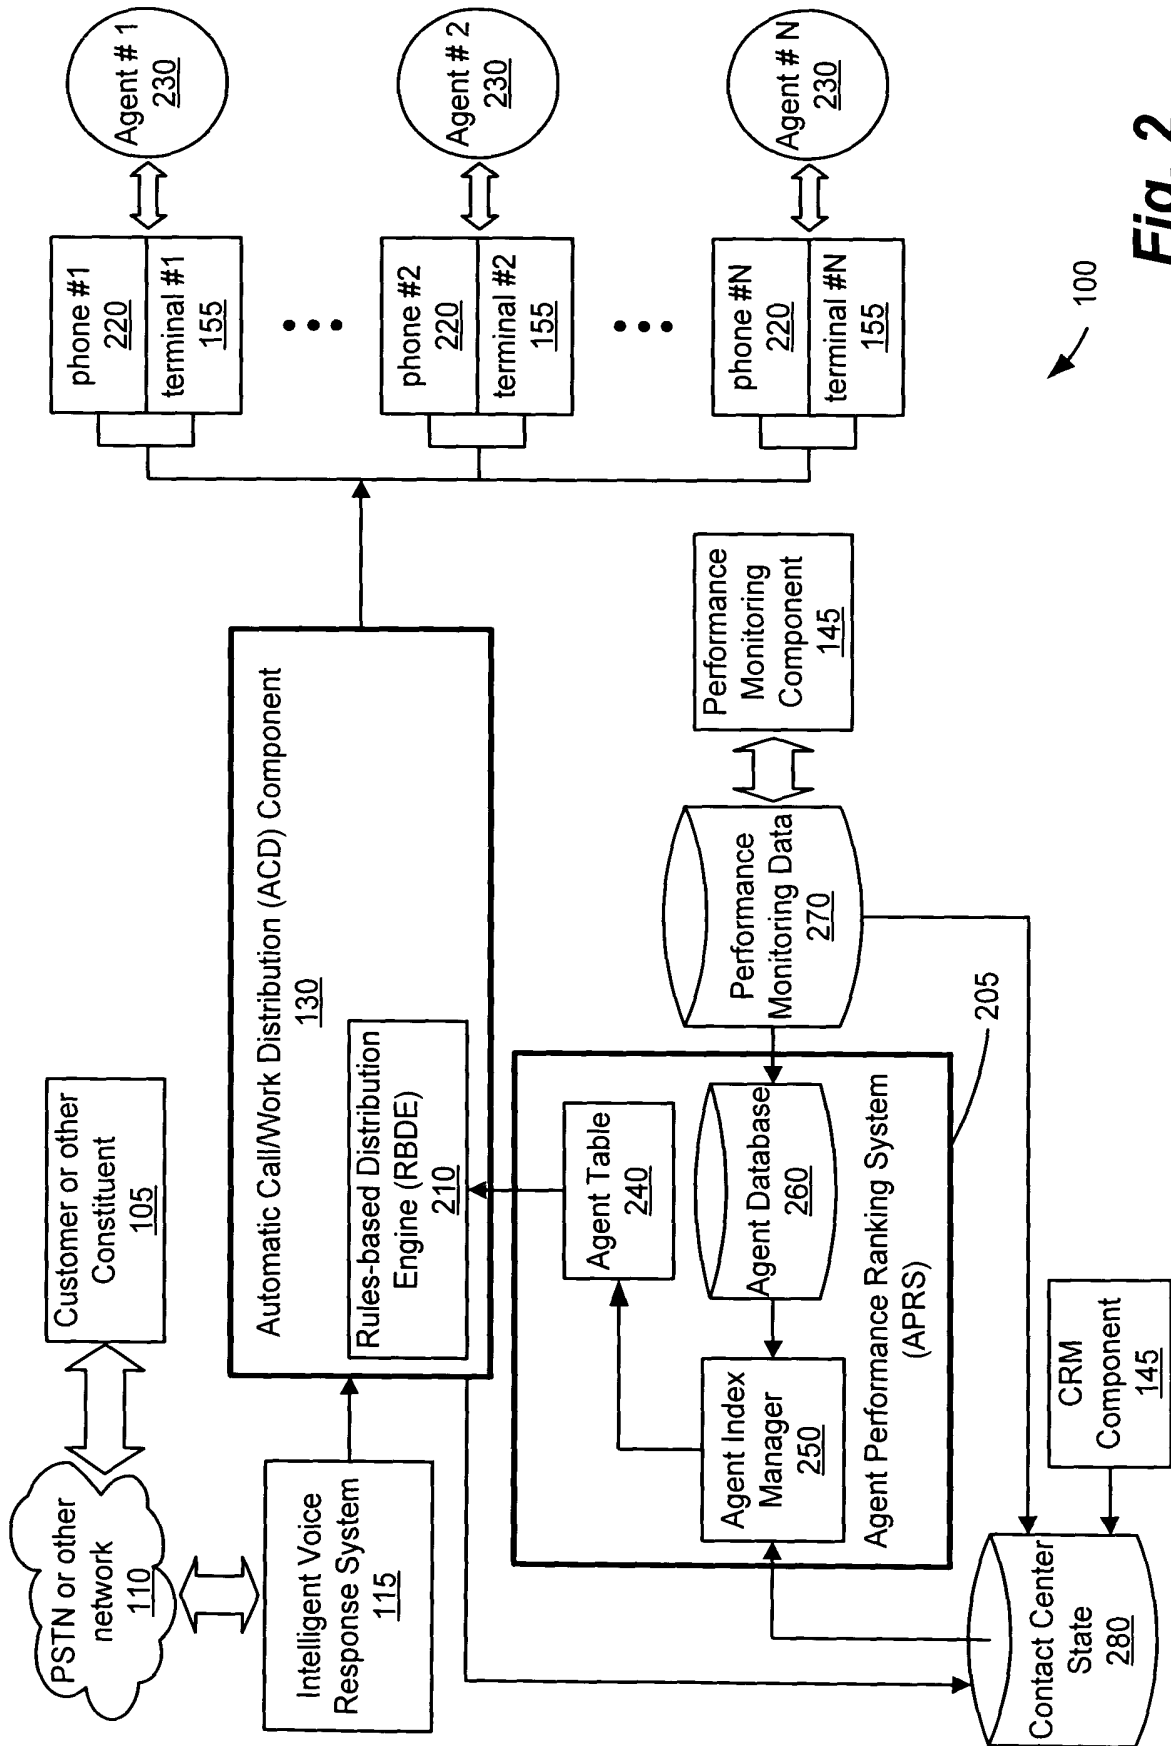 PSTN or other
network
110
Customer or other
Constituent
105
Intelligent Voice
Response System
115
Automatic Call/Work Distribution (ACD) Component
130
Rules-based Distribution
Engine (RBDE)
210
phone #1
220
terminal #1
155
Agent # 1
230
phone #2
220
terminal #2
155
Agent # 2
230
phone #N
220
terminal #N
155
Agent # N
230
Agent Table
240
Agent Index
Manager
250
Agent Database
260
Agent Performance Ranking System
(APRS)
205
Performance
Monitoring Data
270
Performance
Monitoring
Component
145
Contact Center
State
280
CRM
Component
145
100
Fig. 2